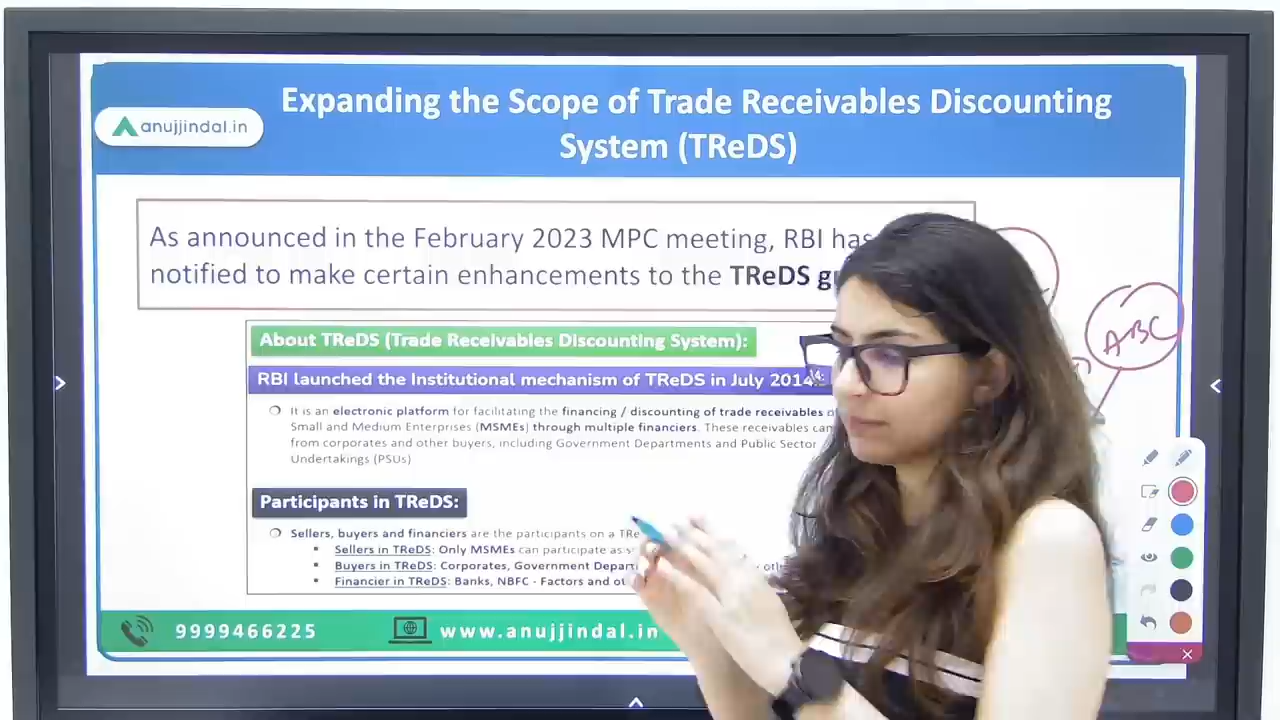 Expanding the Scope of Trade Receivables Discounting
System (TReDS)
anujjindal.in
As announced in the February 2023 MPC meeting, RBI has
notified to make certain enhancements to the TReDS
ABC
About TReDS (Trade Receivables Discounting System):
RBI launched the Institutional mechanism of TReDS in July 2014
It is an electronic platform for facilitating the financing / discounting of trade receivables
Small and Medium Enterprises (MSMEs) through multiple financiers. These receivables can
from corporates and other buyers, including Government Departments and Public Sector
Undertakings (PSUs)
Participants in TReDS:
Sellers, buyers and financiers are the participants on a
Sellers in TReDS: Only MSMEs can participate as
Buyers in TReDS: Corporates, Government
Financier in TReDS: Banks, NBFC - Factors and
9999466225
www.anujjindal.in